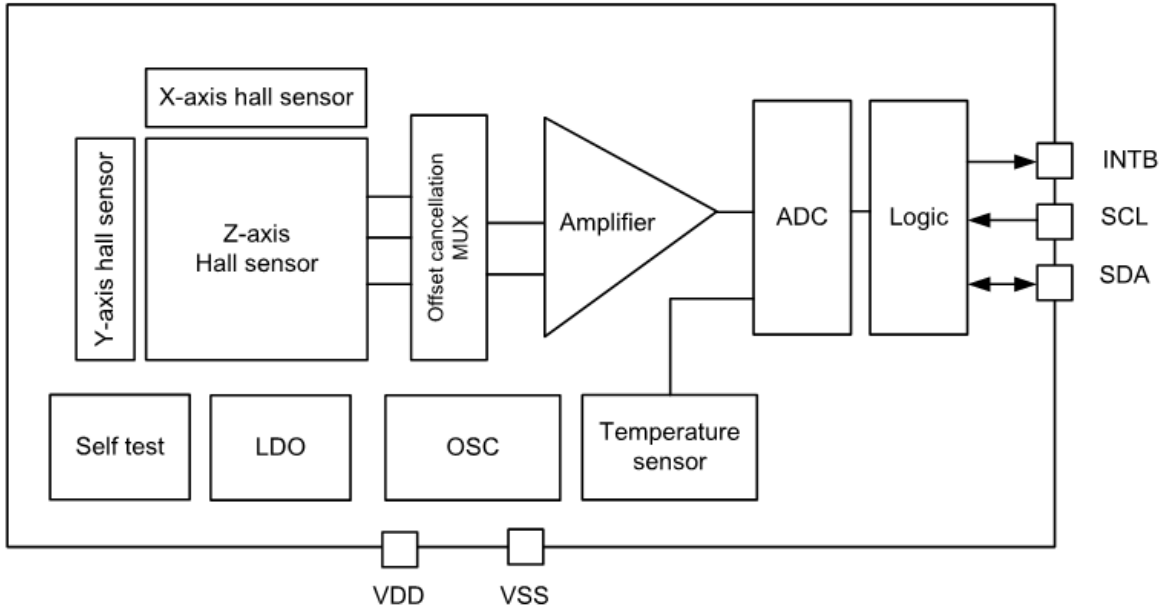 X-axis hall sensor
Y-axis hall sensor
Z-axis
Hall sensor
Offset cancellation
MUX
Amplifier
ADC
Logic
INTB
SCL
SDA
Self test
LDO
OSC
Temperature
sensor
VDD
VSS